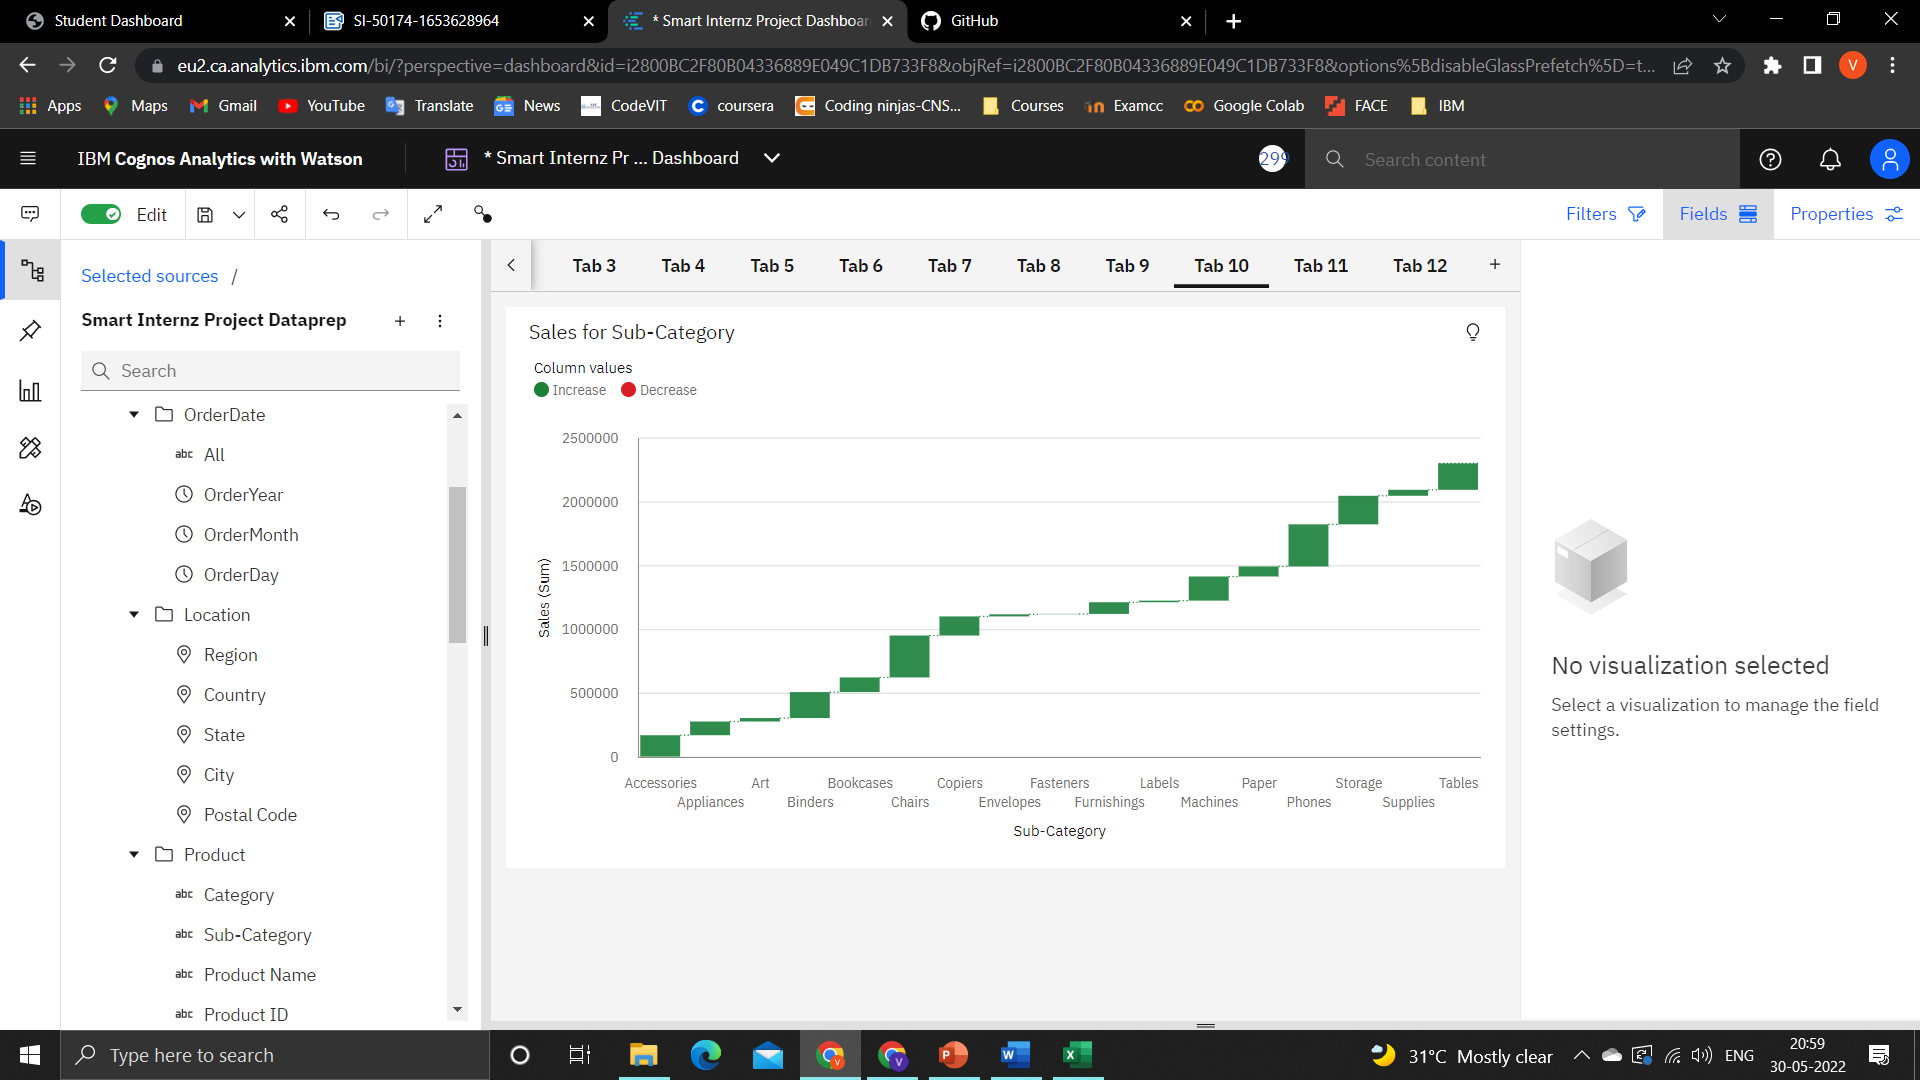 Student Dashboard
SI-50174-1653628964
* Smart Internz Project Dashboar
GitHub
eu2.ca.analytics.ibm.com/bi/?perspective=dashboard&id=i2800BC2F80B04336889E049C1DB733F8&objRef=i2800BC2F80B04336889E049C1DB733F8&options%5BdisableGlassPrefetch%5D=t...
V
Apps Maps Gmail YouTube Translate News CodeVIT coursera Coding ninjas-CNS... Courses Examcc Google Colab FACE IBM
IBM Cognos Analytics with Watson
* Smart Internz Pr ... Dashboard
299
Search content
Edit
Filters
Fields
Properties
Selected sources /
Smart Internz Project Dataprep
Search
OrderDate
abc All
OrderYear
OrderMonth
OrderDay
Location
Region
Country
State
City
Postal Code
Product
abc Category
abc Sub-Category
abc Product Name
abc Product ID
Tab 3 Tab 4 Tab 5 Tab 6 Tab 7 Tab 8 Tab 9 Tab 10 Tab 11 Tab 12
Sales for Sub-Category
Column values
Increase Decrease
2500000
2000000
1500000
1000000
500000
0
Sales (Sum)
Accessories Art Bookcases Copiers Fasteners Labels Paper Storage Tables
Appliances Binders Chairs Envelopes Furnishings Machines Phones Supplies
Sub-Category
No visualization selected
Select a visualization to manage the field
settings.
Type here to search
31°C Mostly clear
ENG
20:59
30-05-2022